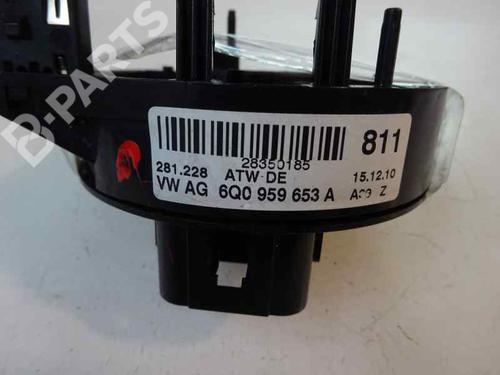 B-PARTS
28350185
811
281.228 ATW-DE 15.12.10
VW AG 6Q0 959 653 A Z